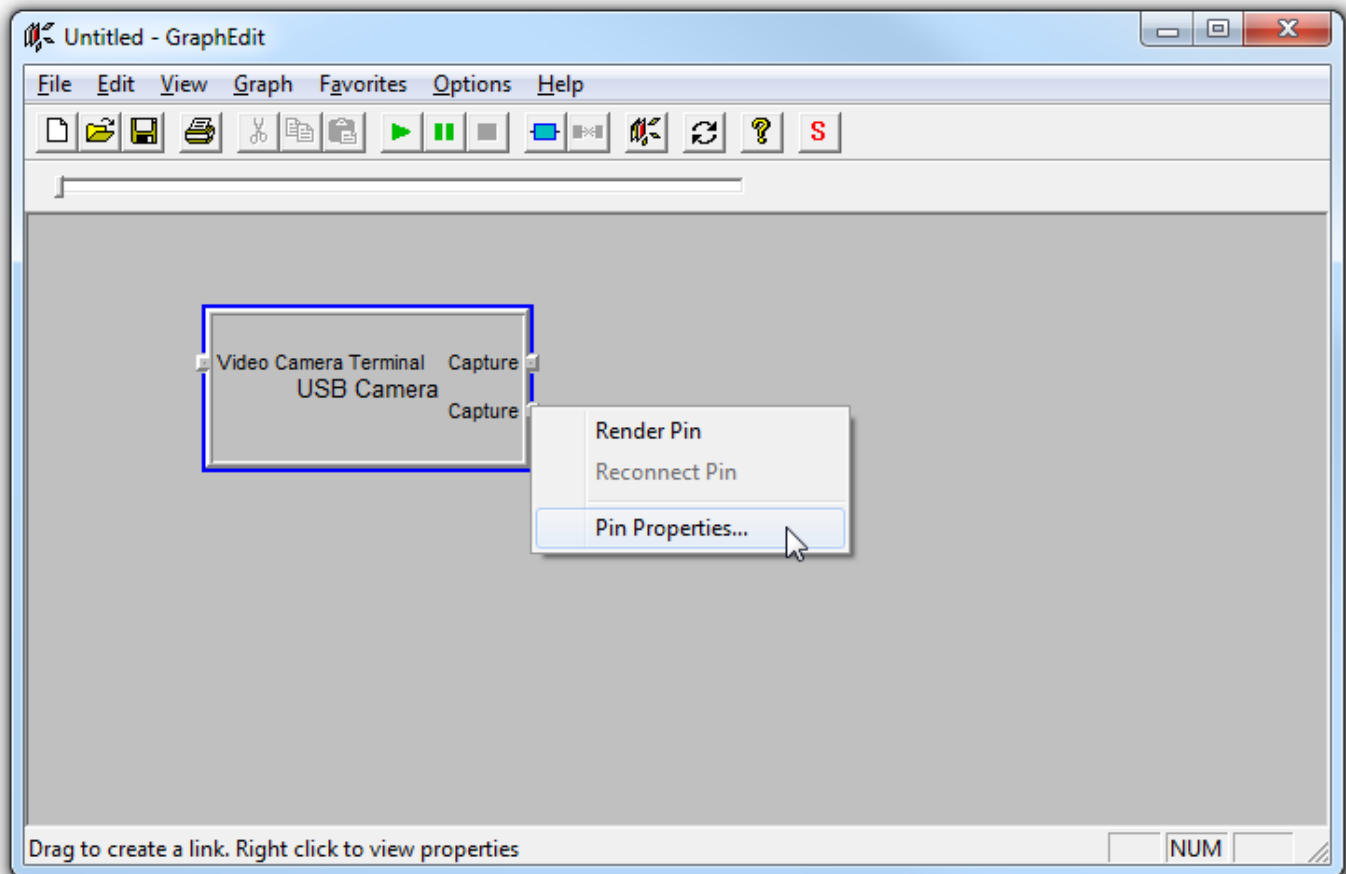 Untitled - GraphEdit
File Edit View Graph Favorites Options Help
S
Video Camera Terminal Capture
USB Camera
Capture
Render Pin
Reconnect Pin
Pin Properties...
Drag to create a link. Right click to view properties NUM